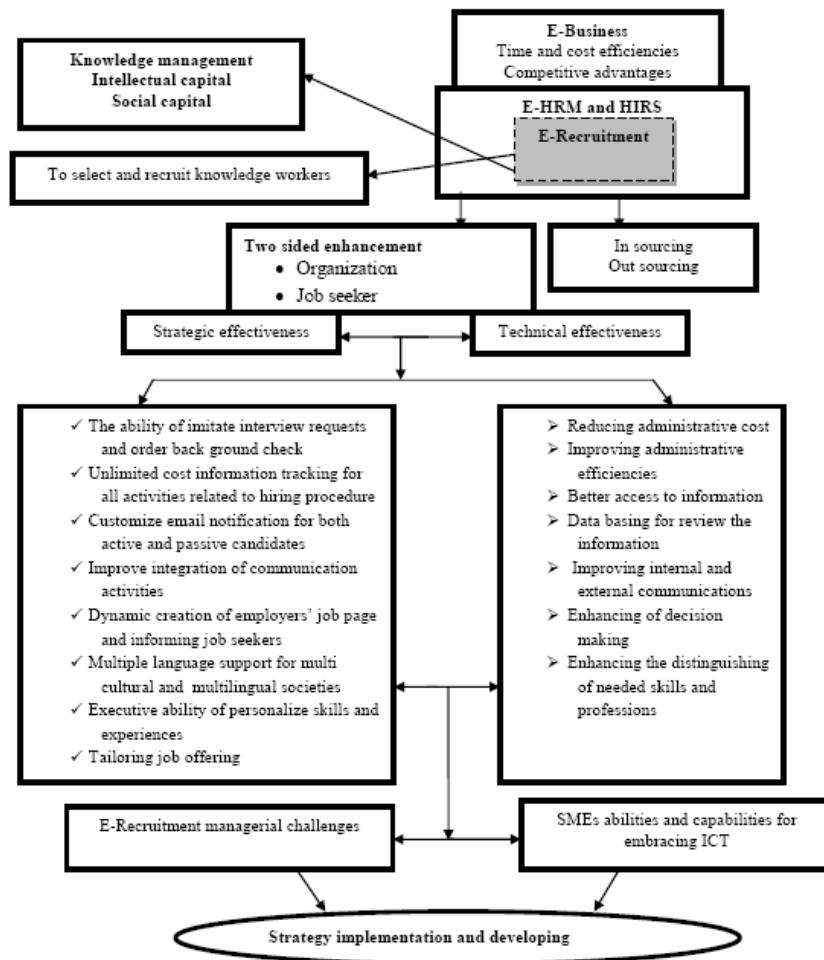 E-Business
Time and cost efficiencies
Competitive advantages
Knowledge management
Intellectual capital
Social capital
E-HRM and HIRS
E-Recruitment
To select and recruit knowledge workers
Two sided enhancement
• Organization
• Job seeker
In sourcing
Out sourcing
Strategic effectiveness
Technical effectiveness
✓ The ability of imitate interview requests
and order back ground check
✓ Unlimited cost information tracking for
all activities related to hiring procedure
✓ Customize email notification for both
active and passive candidates
✓ Improve integration of communication
activities
✓ Dynamic creation of employers’ job page
and informing job seekers
✓ Multiple language support for multi
cultural and multilingual societies
✓ Executive ability of personalize skills and
experiences
✓ Tailoring job offering
➢ Reducing administrative cost
➢ Improving administrative
efficiencies
➢ Better access to information
➢ Data basing for review the
information
➢ Improving internal and
external communications
➢ Enhancing of decision
making
➢ Enhancing the distinguishing
of needed skills and
professions
E-Recruitment managerial challenges
SMEs abilities and capabilities for
embracing ICT
Strategy implementation and developing